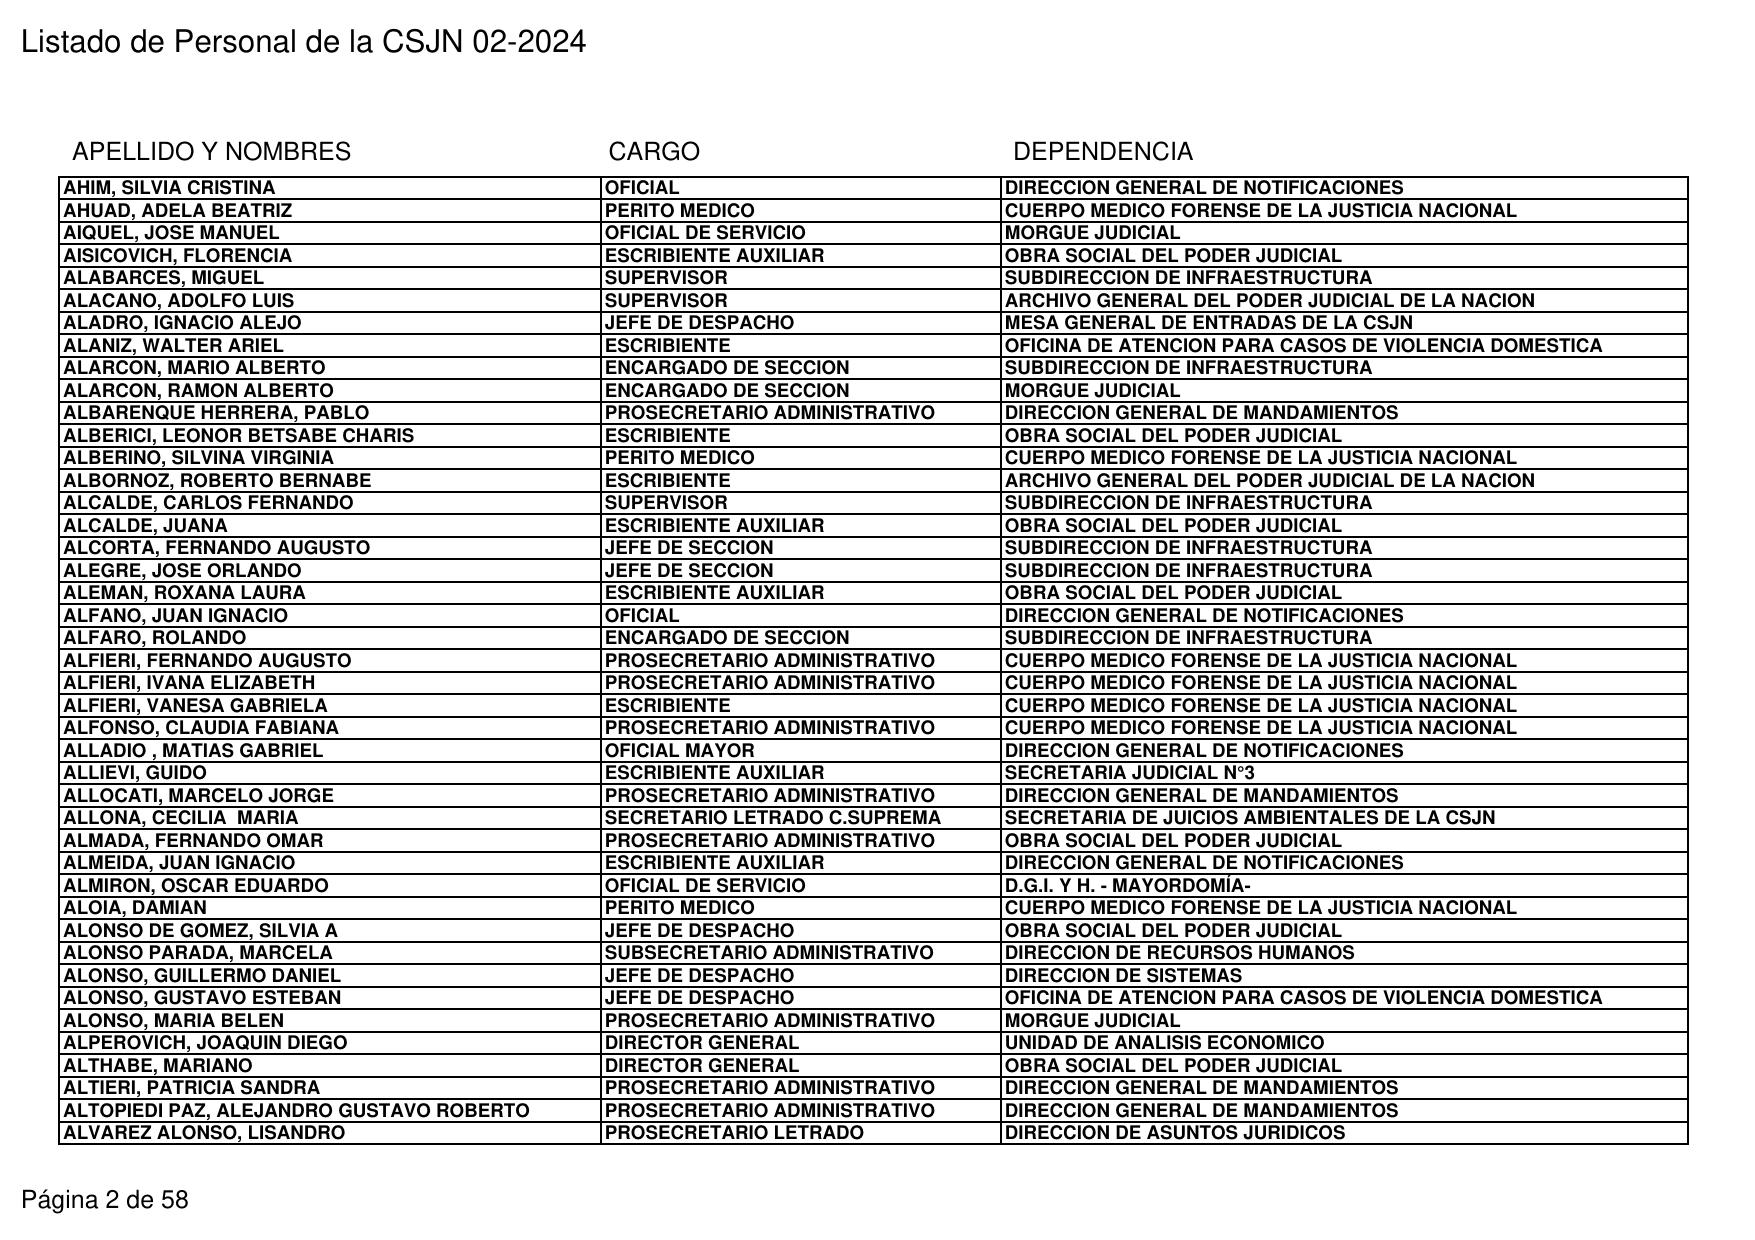 Listado de Personal de la CSJN 02-2024
APELLIDO Y NOMBRES CARGO DEPENDENCIA
AHIM, SILVIA CRISTINA OFICIAL DIRECCION GENERAL DE NOTIFICACIONES
AHUAD, ADELA BEATRIZ PERITO MEDICO CUERPO MEDICO FORENSE DE LA JUSTICIA NACIONAL
AIQUEL, JOSE MANUEL OFICIAL DE SERVICIO MORGUE JUDICIAL
AISICOVICH, FLORENCIA ESCRIBIENTE AUXILIAR OBRA SOCIAL DEL PODER JUDICIAL
ALABARCES, MIGUEL SUPERVISOR SUBDIRECCION DE INFRAESTRUCTURA
ALACANO, ADOLFO LUIS SUPERVISOR ARCHIVO GENERAL DEL PODER JUDICIAL DE LA NACION
ALADRO, IGNACIO ALEJO JEFE DE DESPACHO MESA GENERAL DE ENTRADAS DE LA CSJN
ALANIZ, WALTER ARIEL ESCRIBIENTE OFICINA DE ATENCION PARA CASOS DE VIOLENCIA DOMESTICA
ALARCON, MARIO ALBERTO ENCARGADO DE SECCION SUBDIRECCION DE INFRAESTRUCTURA
ALARCON, RAMON ALBERTO ENCARGADO DE SECCION MORGUE JUDICIAL
ALBARENQUE HERRERA, PABLO PROSECRETARIO ADMINISTRATIVO DIRECCION GENERAL DE MANDAMIENTOS
ALBERICI, LEONOR BETSABE CHARIS ESCRIBIENTE OBRA SOCIAL DEL PODER JUDICIAL
ALBERINO, SILVINA VIRGINIA PERITO MEDICO CUERPO MEDICO FORENSE DE LA JUSTICIA NACIONAL
ALBORNOZ, ROBERTO BERNABE ESCRIBIENTE ARCHIVO GENERAL DEL PODER JUDICIAL DE LA NACION
ALCALDE, CARLOS FERNANDO SUPERVISOR SUBDIRECCION DE INFRAESTRUCTURA
ALCALDE, JUANA ESCRIBIENTE AUXILIAR OBRA SOCIAL DEL PODER JUDICIAL
ALCORTA, FERNANDO AUGUSTO JEFE DE SECCION SUBDIRECCION DE INFRAESTRUCTURA
ALEGRE, JOSE ORLANDO JEFE DE SECCION SUBDIRECCION DE INFRAESTRUCTURA
ALEMAN, ROXANA LAURA ESCRIBIENTE AUXILIAR OBRA SOCIAL DEL PODER JUDICIAL
ALFANO, JUAN IGNACIO OFICIAL DIRECCION GENERAL DE NOTIFICACIONES
ALFARO, ROLANDO ENCARGADO DE SECCION SUBDIRECCION DE INFRAESTRUCTURA
ALFIERI, FERNANDO AUGUSTO PROSECRETARIO ADMINISTRATIVO CUERPO MEDICO FORENSE DE LA JUSTICIA NACIONAL
ALFIERI, IVANA ELIZABETH PROSECRETARIO ADMINISTRATIVO CUERPO MEDICO FORENSE DE LA JUSTICIA NACIONAL
ALFIERI, VANESA GABRIELA ESCRIBIENTE CUERPO MEDICO FORENSE DE LA JUSTICIA NACIONAL
ALFONSO, CLAUDIA FABIANA PROSECRETARIO ADMINISTRATIVO CUERPO MEDICO FORENSE DE LA JUSTICIA NACIONAL
ALLADIO , MATIAS GABRIEL OFICIAL MAYOR DIRECCION GENERAL DE NOTIFICACIONES
ALLIEVI, GUIDO ESCRIBIENTE AUXILIAR SECRETARIA JUDICIAL N°3
ALLOCATI, MARCELO JORGE PROSECRETARIO ADMINISTRATIVO DIRECCION GENERAL DE MANDAMIENTOS
ALLONA, CECILIA  MARIA SECRETARIO LETRADO C.SUPREMA SECRETARIA DE JUICIOS AMBIENTALES DE LA CSJN
ALMADA, FERNANDO OMAR PROSECRETARIO ADMINISTRATIVO OBRA SOCIAL DEL PODER JUDICIAL
ALMEIDA, JUAN IGNACIO ESCRIBIENTE AUXILIAR DIRECCION GENERAL DE NOTIFICACIONES
ALMIRON, OSCAR EDUARDO OFICIAL DE SERVICIO D.G.I. Y H. - MAYORDOMÍA-
ALOIA, DAMIAN PERITO MEDICO CUERPO MEDICO FORENSE DE LA JUSTICIA NACIONAL
ALONSO DE GOMEZ, SILVIA A JEFE DE DESPACHO OBRA SOCIAL DEL PODER JUDICIAL
ALONSO PARADA, MARCELA SUBSECRETARIO ADMINISTRATIVO DIRECCION DE RECURSOS HUMANOS
ALONSO, GUILLERMO DANIEL JEFE DE DESPACHO DIRECCION DE SISTEMAS
ALONSO, GUSTAVO ESTEBAN JEFE DE DESPACHO OFICINA DE ATENCION PARA CASOS DE VIOLENCIA DOMESTICA
ALONSO, MARIA BELEN PROSECRETARIO ADMINISTRATIVO MORGUE JUDICIAL
ALPEROVICH, JOAQUIN DIEGO DIRECTOR GENERAL UNIDAD DE ANALISIS ECONOMICO
ALTHABE, MARIANO DIRECTOR GENERAL OBRA SOCIAL DEL PODER JUDICIAL
ALTIERI, PATRICIA SANDRA PROSECRETARIO ADMINISTRATIVO DIRECCION GENERAL DE MANDAMIENTOS
ALTOPIEDI PAZ, ALEJANDRO GUSTAVO ROBERTO PROSECRETARIO ADMINISTRATIVO DIRECCION GENERAL DE MANDAMIENTOS
ALVAREZ ALONSO, LISANDRO PROSECRETARIO LETRADO DIRECCION DE ASUNTOS JURIDICOS
Página 2 de 58